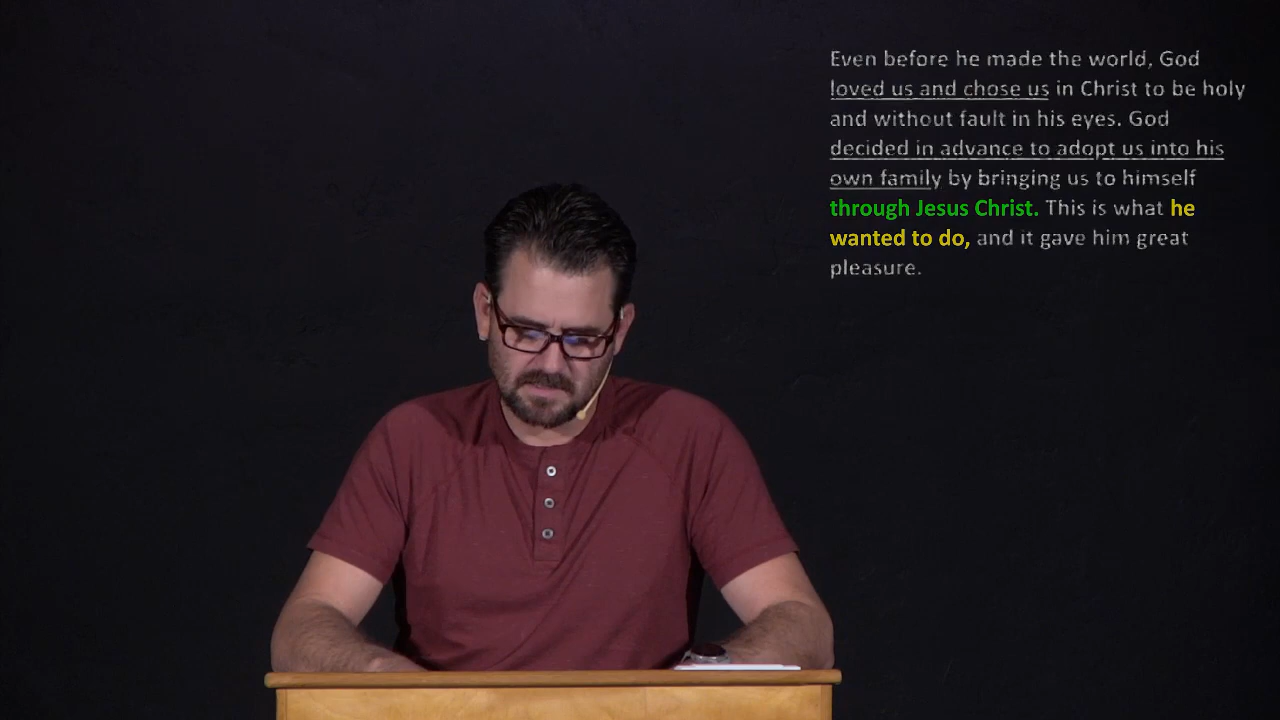 Even before he made the world, God
loved us and chose us in Christ to be holy
and without fault in his eyes. God
decided in advance to adopt us into his
own family by bringing us to himself
through Jesus Christ. This is what he
wanted to do, and it gave him great
pleasure.